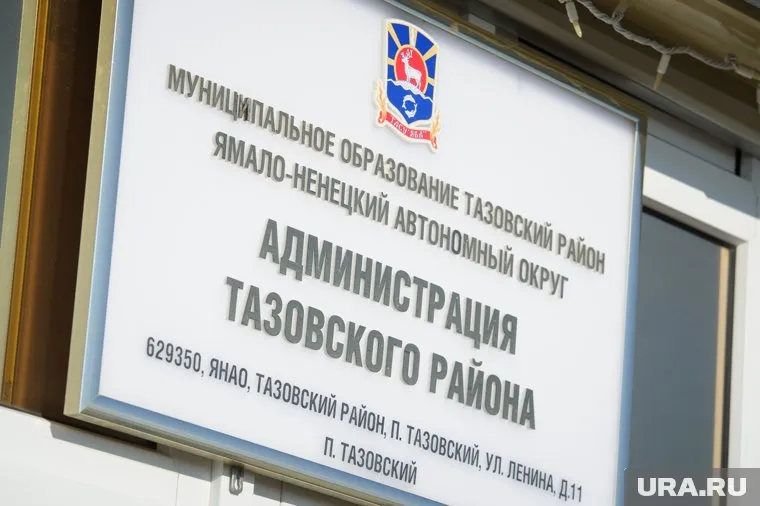 МУНИЦИПАЛЬНОЕ ОБРАЗОВАНИЕ ТАЗОВСКИЙ РАЙОН
ЯМАЛО-НЕНЕЦКИЙ АВТОНОМНЫЙ ОКРУГ
АДМИНИСТРАЦИЯ
ТАЗОВСКОГО РАЙОНА
629350, ЯНАО, ТАЗОВСКИЙ РАЙОН, П. ТАЗОВСКИЙ, УЛ. ЛЕНИНА, Д.11
П. ТАЗОВСКИЙ
URA.RU